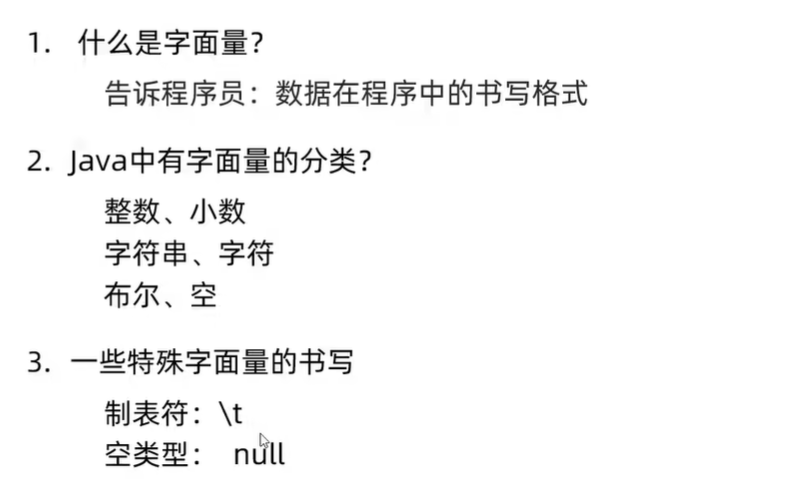 1. 什么是字面量？
告诉程序员：数据在程序中的书写格式
2. Java中有字面量的分类？
整数、小数
字符串、字符
布尔、空
3. 一些特殊字面量的书写
制表符：\t
空类型： null